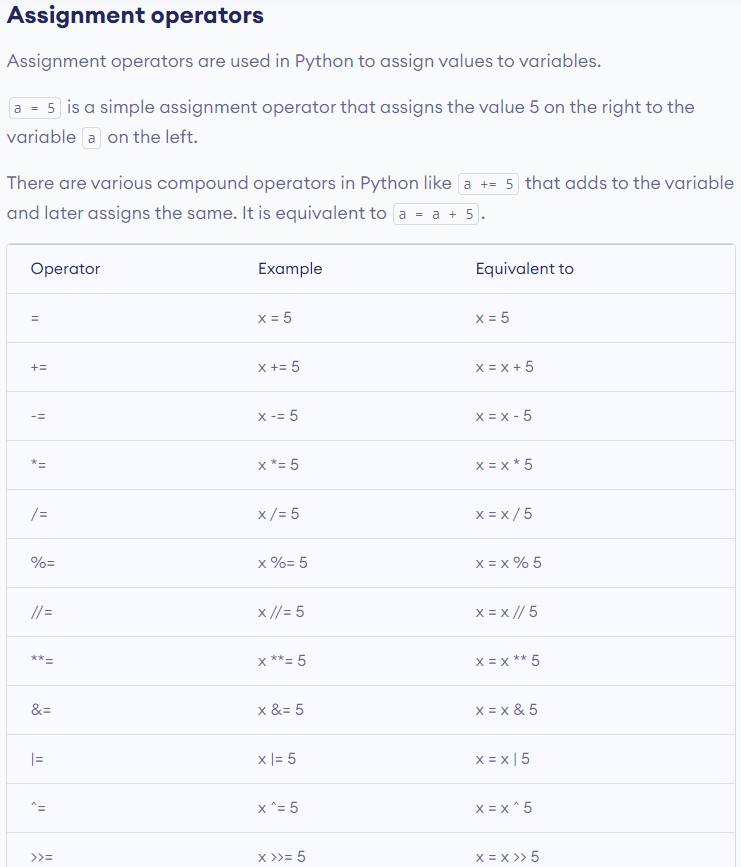 Assignment operators
Assignment operators are used in Python to assign values to variables.
a = 5 is a simple assignment operator that assigns the value 5 on the right to the
variable a on the left.
There are various compound operators in Python like a += 5 that adds to the variable
and later assigns the same. It is equivalent to a = a + 5.
Operator Example Equivalent to
= x = 5 x = 5
+= x += 5 x = x + 5
-= x -= 5 x = x - 5
*= x *= 5 x = x * 5
/= x /= 5 x = x / 5
%= x %= 5 x = x % 5
//= x //= 5 x = x // 5
**= x **= 5 x = x ** 5
&= x &= 5 x = x & 5
|= x |= 5 x = x | 5
^= x ^= 5 x = x ^ 5
>>= x >>= 5 x = x >> 5